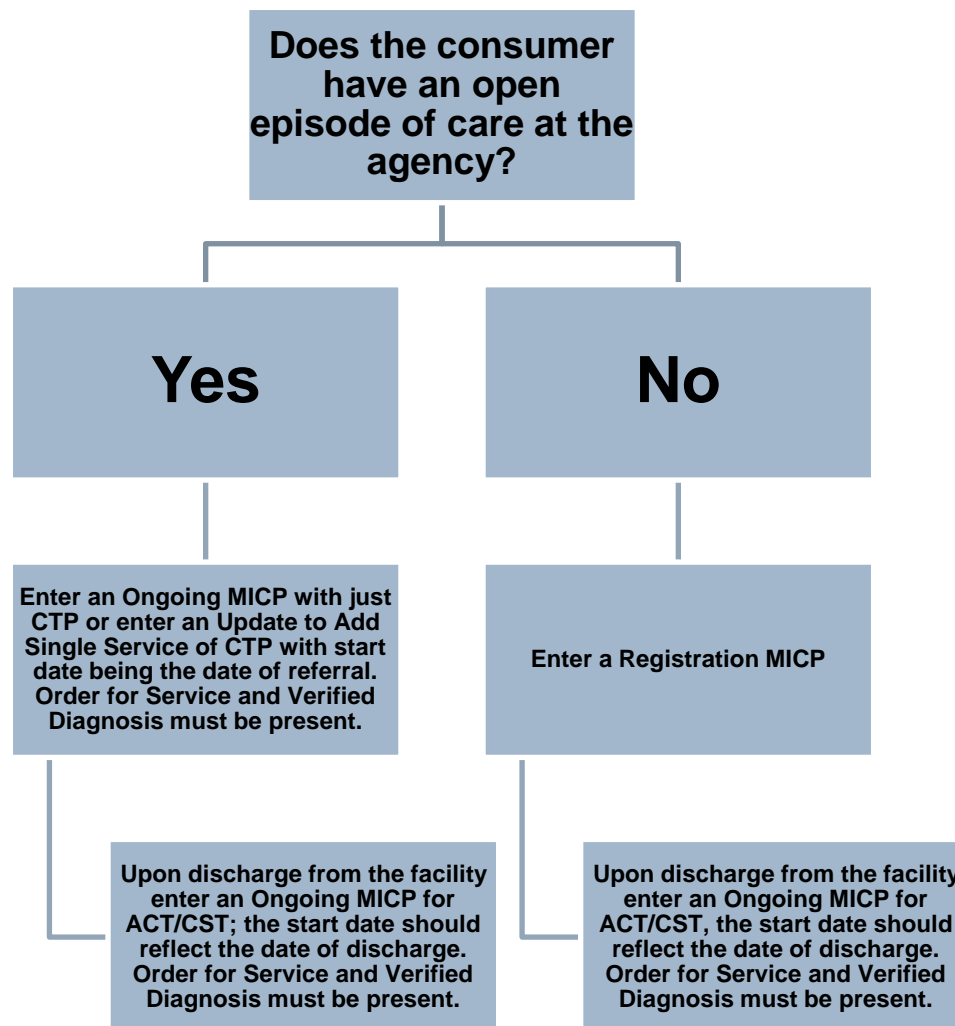 Does the consumer
have an open
episode of care at the
agency?
Yes
No
Enter an Ongoing MICP with just
CTP or enter an Update to Add
Single Service of CTP with start
date being the date of referral.
Order for Service and Verified
Diagnosis must be present.
Enter a Registration MICP
Upon discharge from the facility
enter an Ongoing MICP for
ACT/CST; the start date should
reflect the date of discharge.
Order for Service and Verified
Diagnosis must be present.
Upon discharge from the facility
enter an Ongoing MICP for
ACT/CST, the start date should
reflect the date of discharge.
Order for Service and Verified
Diagnosis must be present.